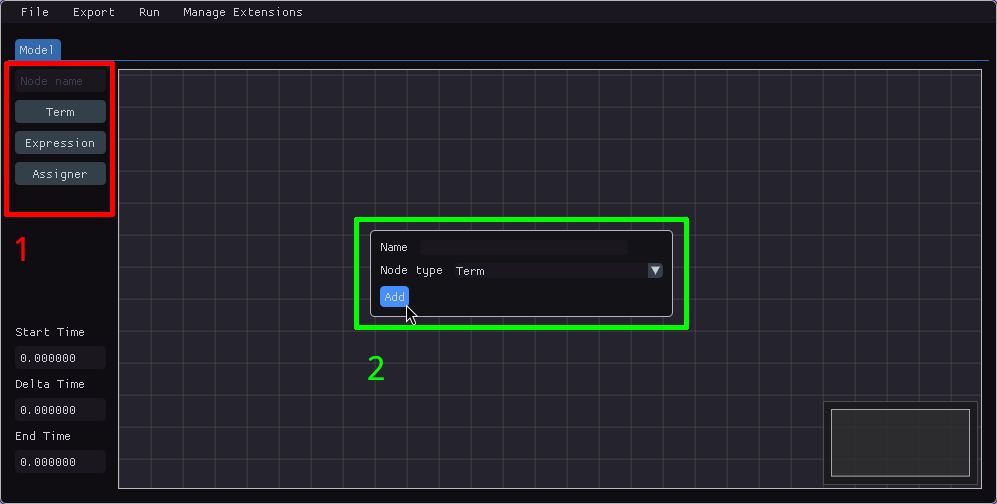 File Export Run Manage Extensions
Model
Node name
Term
Expression
Assigner
1
Name
Node type Term
Add
2
Start Time
0.000000
Delta Time
0.000000
End Time
0.000000